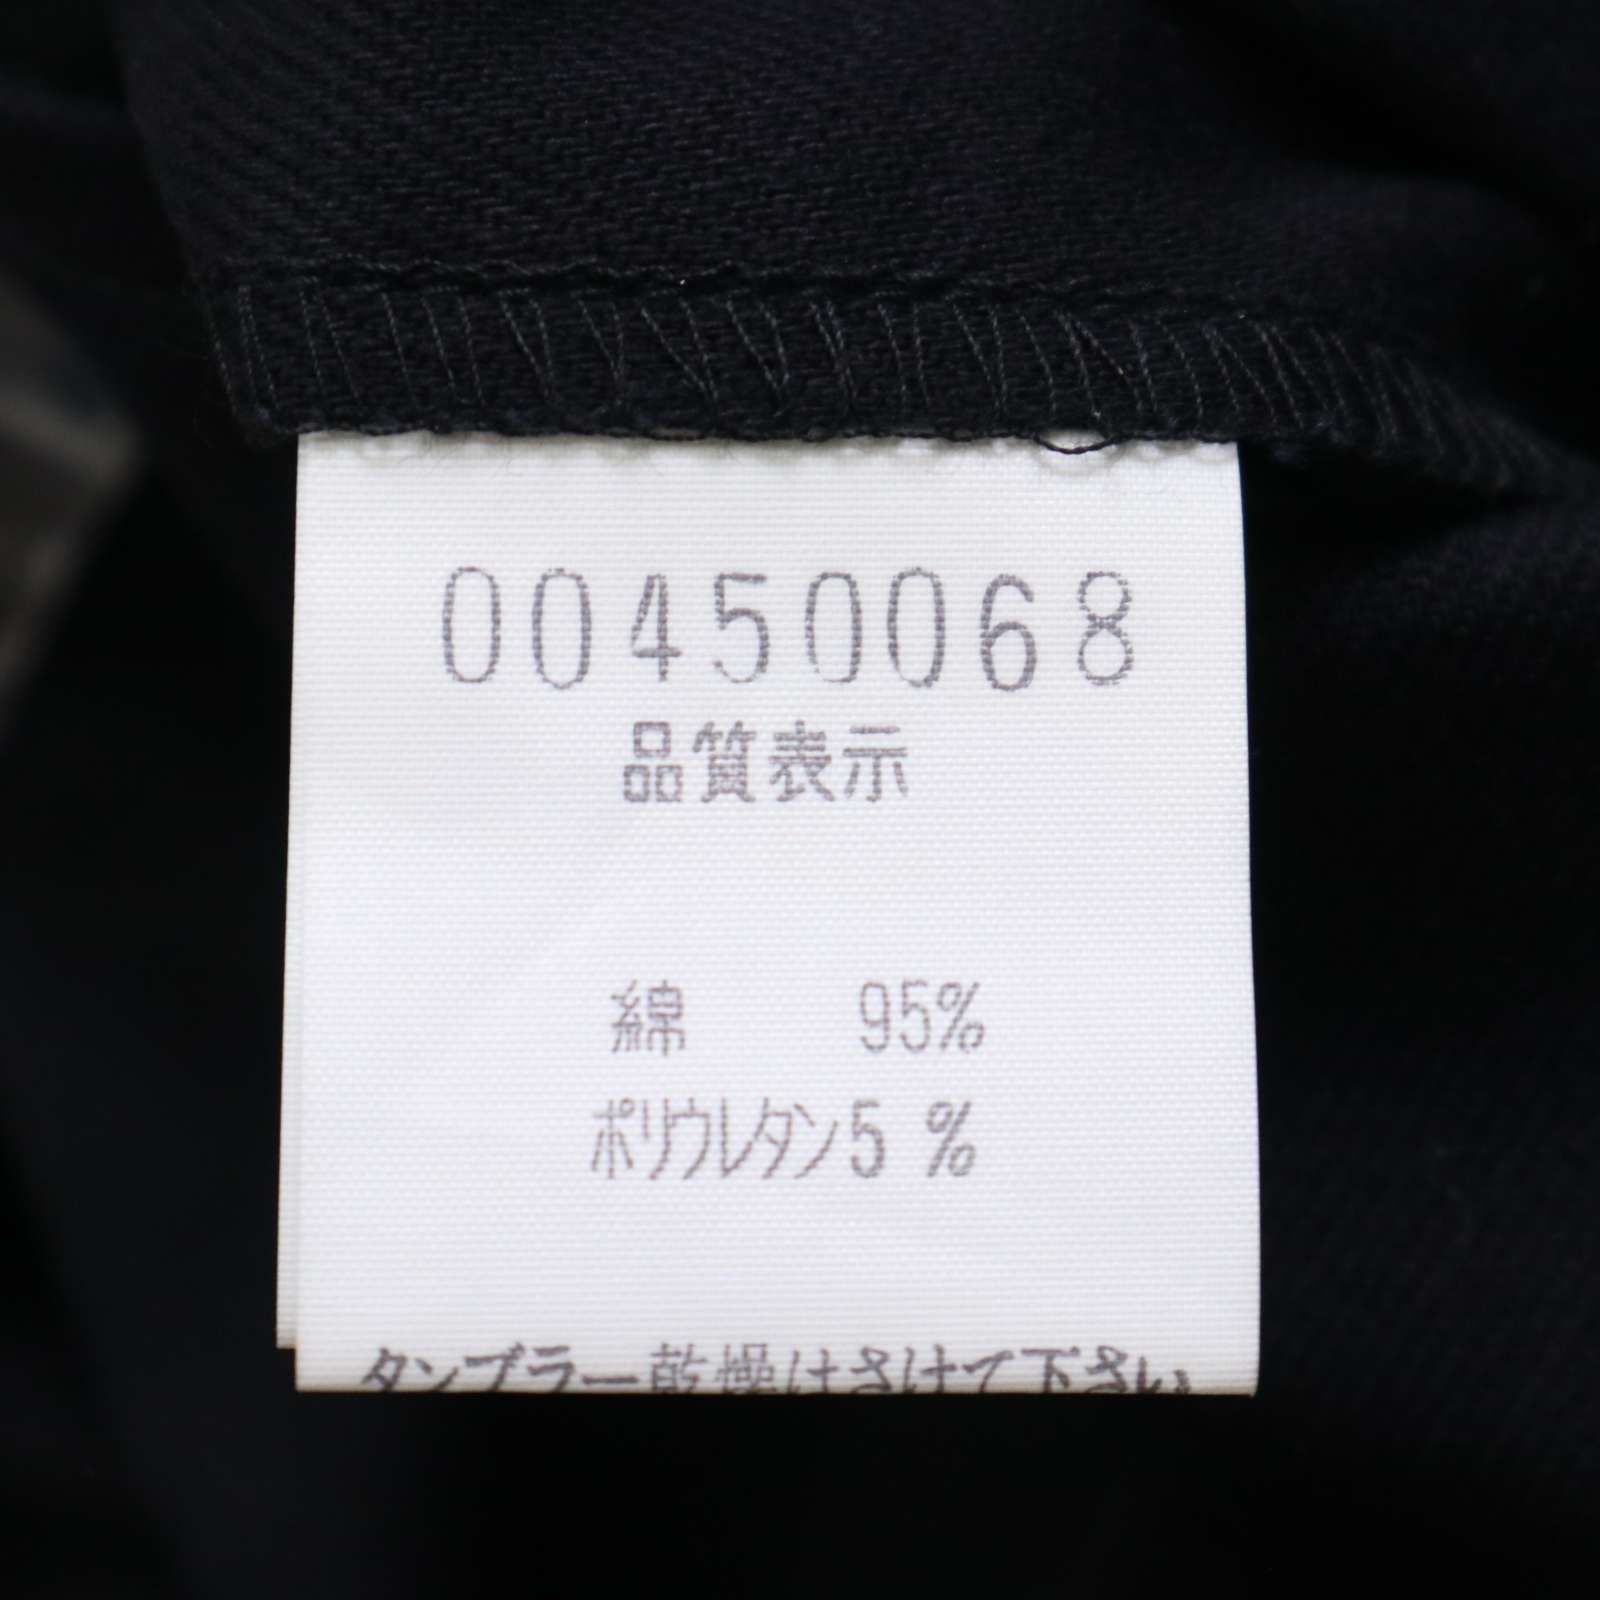 00450068
品質表示
綿 95%
ポリウレタン5 %
タンブラー乾燥はさけて下さい